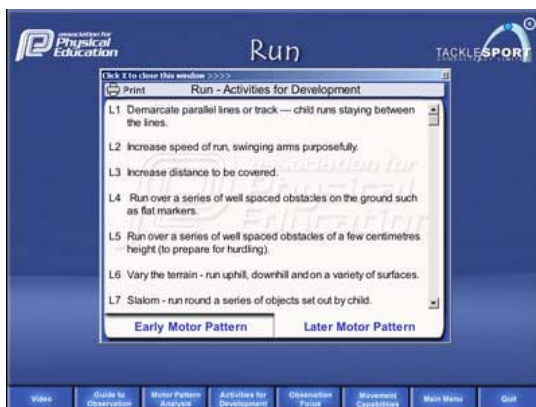 association for
Physical
Education
Run
TACKLESPORT
Click X to close this window >>>>
Print
Run - Activities for Development
L1 Demarcate parallel lines or track — child runs staying between
the lines.
L2 Increase speed of run, swinging arms purposefully.
L3 Increase distance to be covered.
L4 Run over a series of well spaced obstacles on the ground such
as flat markers.
L5 Run over a series of well spaced obstacles of a few centimetres
height (to prepare for hurdling).
L6 Vary the terrain - run uphill, downhill and on a variety of surfaces.
L7 Slalom - run round a series of objects set out by child.
association for
Physical
Education
Early Motor Pattern
Later Motor Pattern
Video
Guide to
Observation
Motor Pattern
Analysis
Activities for
Development
Observation
Focus
Movement
Capabilities
Main Menu
Quit